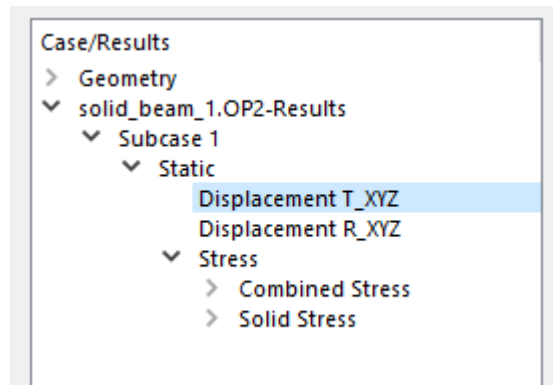 Case/Results
Geometry
solid_beam_1.OP2-Results
Subcase 1
Static
Displacement T_XYZ
Displacement R_XYZ
Stress
Combined Stress
Solid Stress